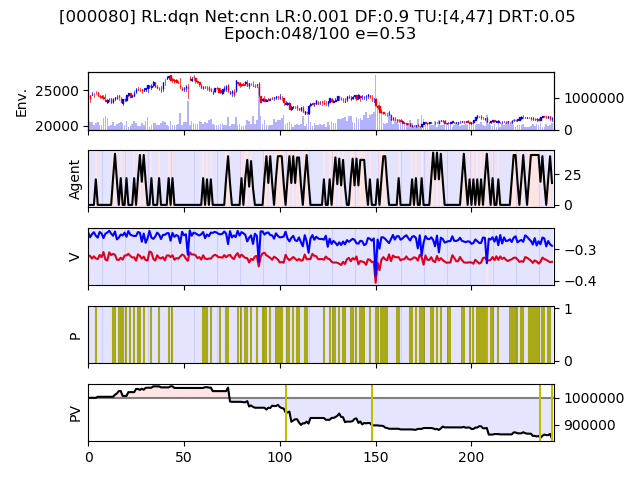 [000080] RL:dqn Net:cnn LR:0.001 DF:0.9 TU:[4,47] DRT:0.05
Epoch:048/100 e=0.53
Env.
25000
20000
1000000
0
Agent
25
0
V
−0.3
−0.4
P
1
0
PV
1000000
900000
0 50 100 150 200